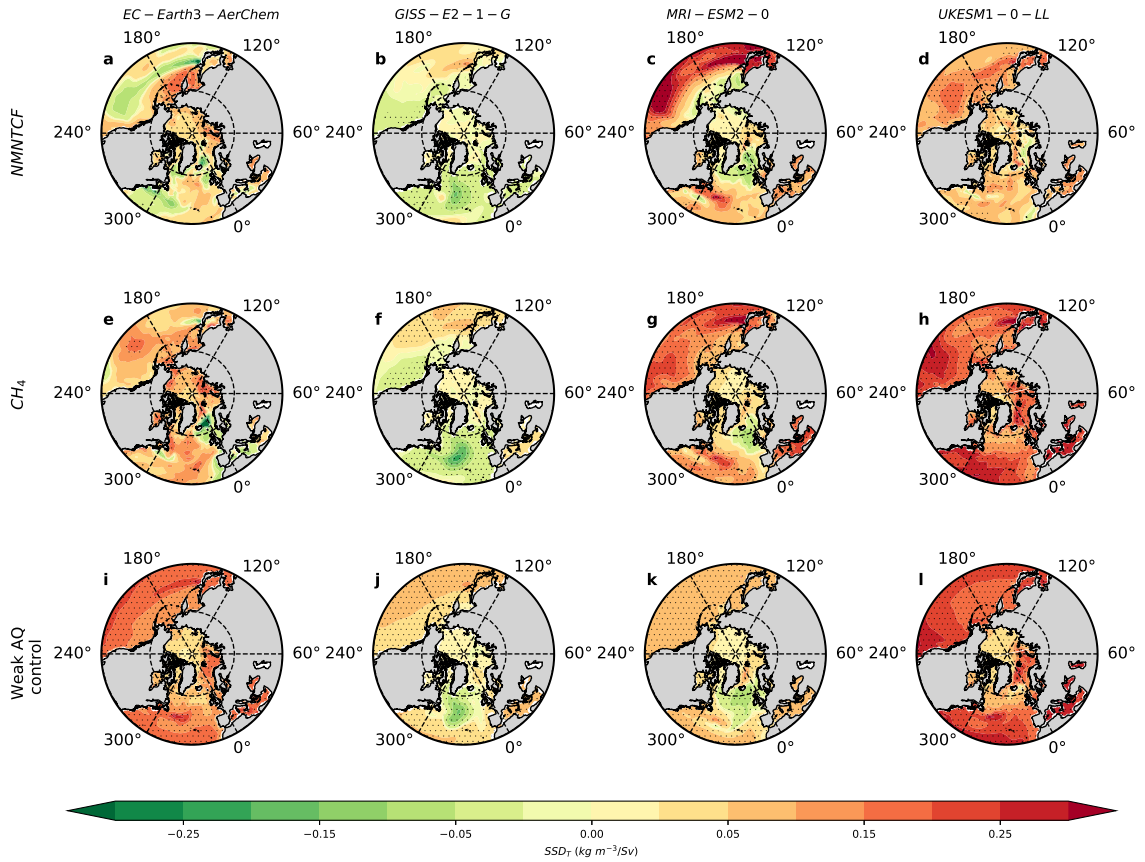 EC − Earth3 − AerChem GISS − E2 − 1 − G MRI − ESM2 − 0 UKESM1 − 0 − LL
180° 120° 180° 120° 180° 120° 180° 120°
a b c d
NMNTCF
240° 60° 240° 60° 240° 60° 240° 60°
300° 0° 300° 0° 300° 0° 300° 0°
180° 120° 180° 120° 180° 120° 180° 120°
e f g h
CH4
240° 60° 240° 60° 240° 60° 240° 60°
300° 0° 300° 0° 300° 0° 300° 0°
180° 120° 180° 120° 180° 120° 180° 120°
i j k l
Weak AQ
control
240° 60° 240° 60° 240° 60° 240° 60°
300° 0° 300° 0° 300° 0° 300° 0°
−0.25 −0.15 −0.05 0.00 0.05 0.15 0.25
SSD_T (kg m⁻³/Sv)